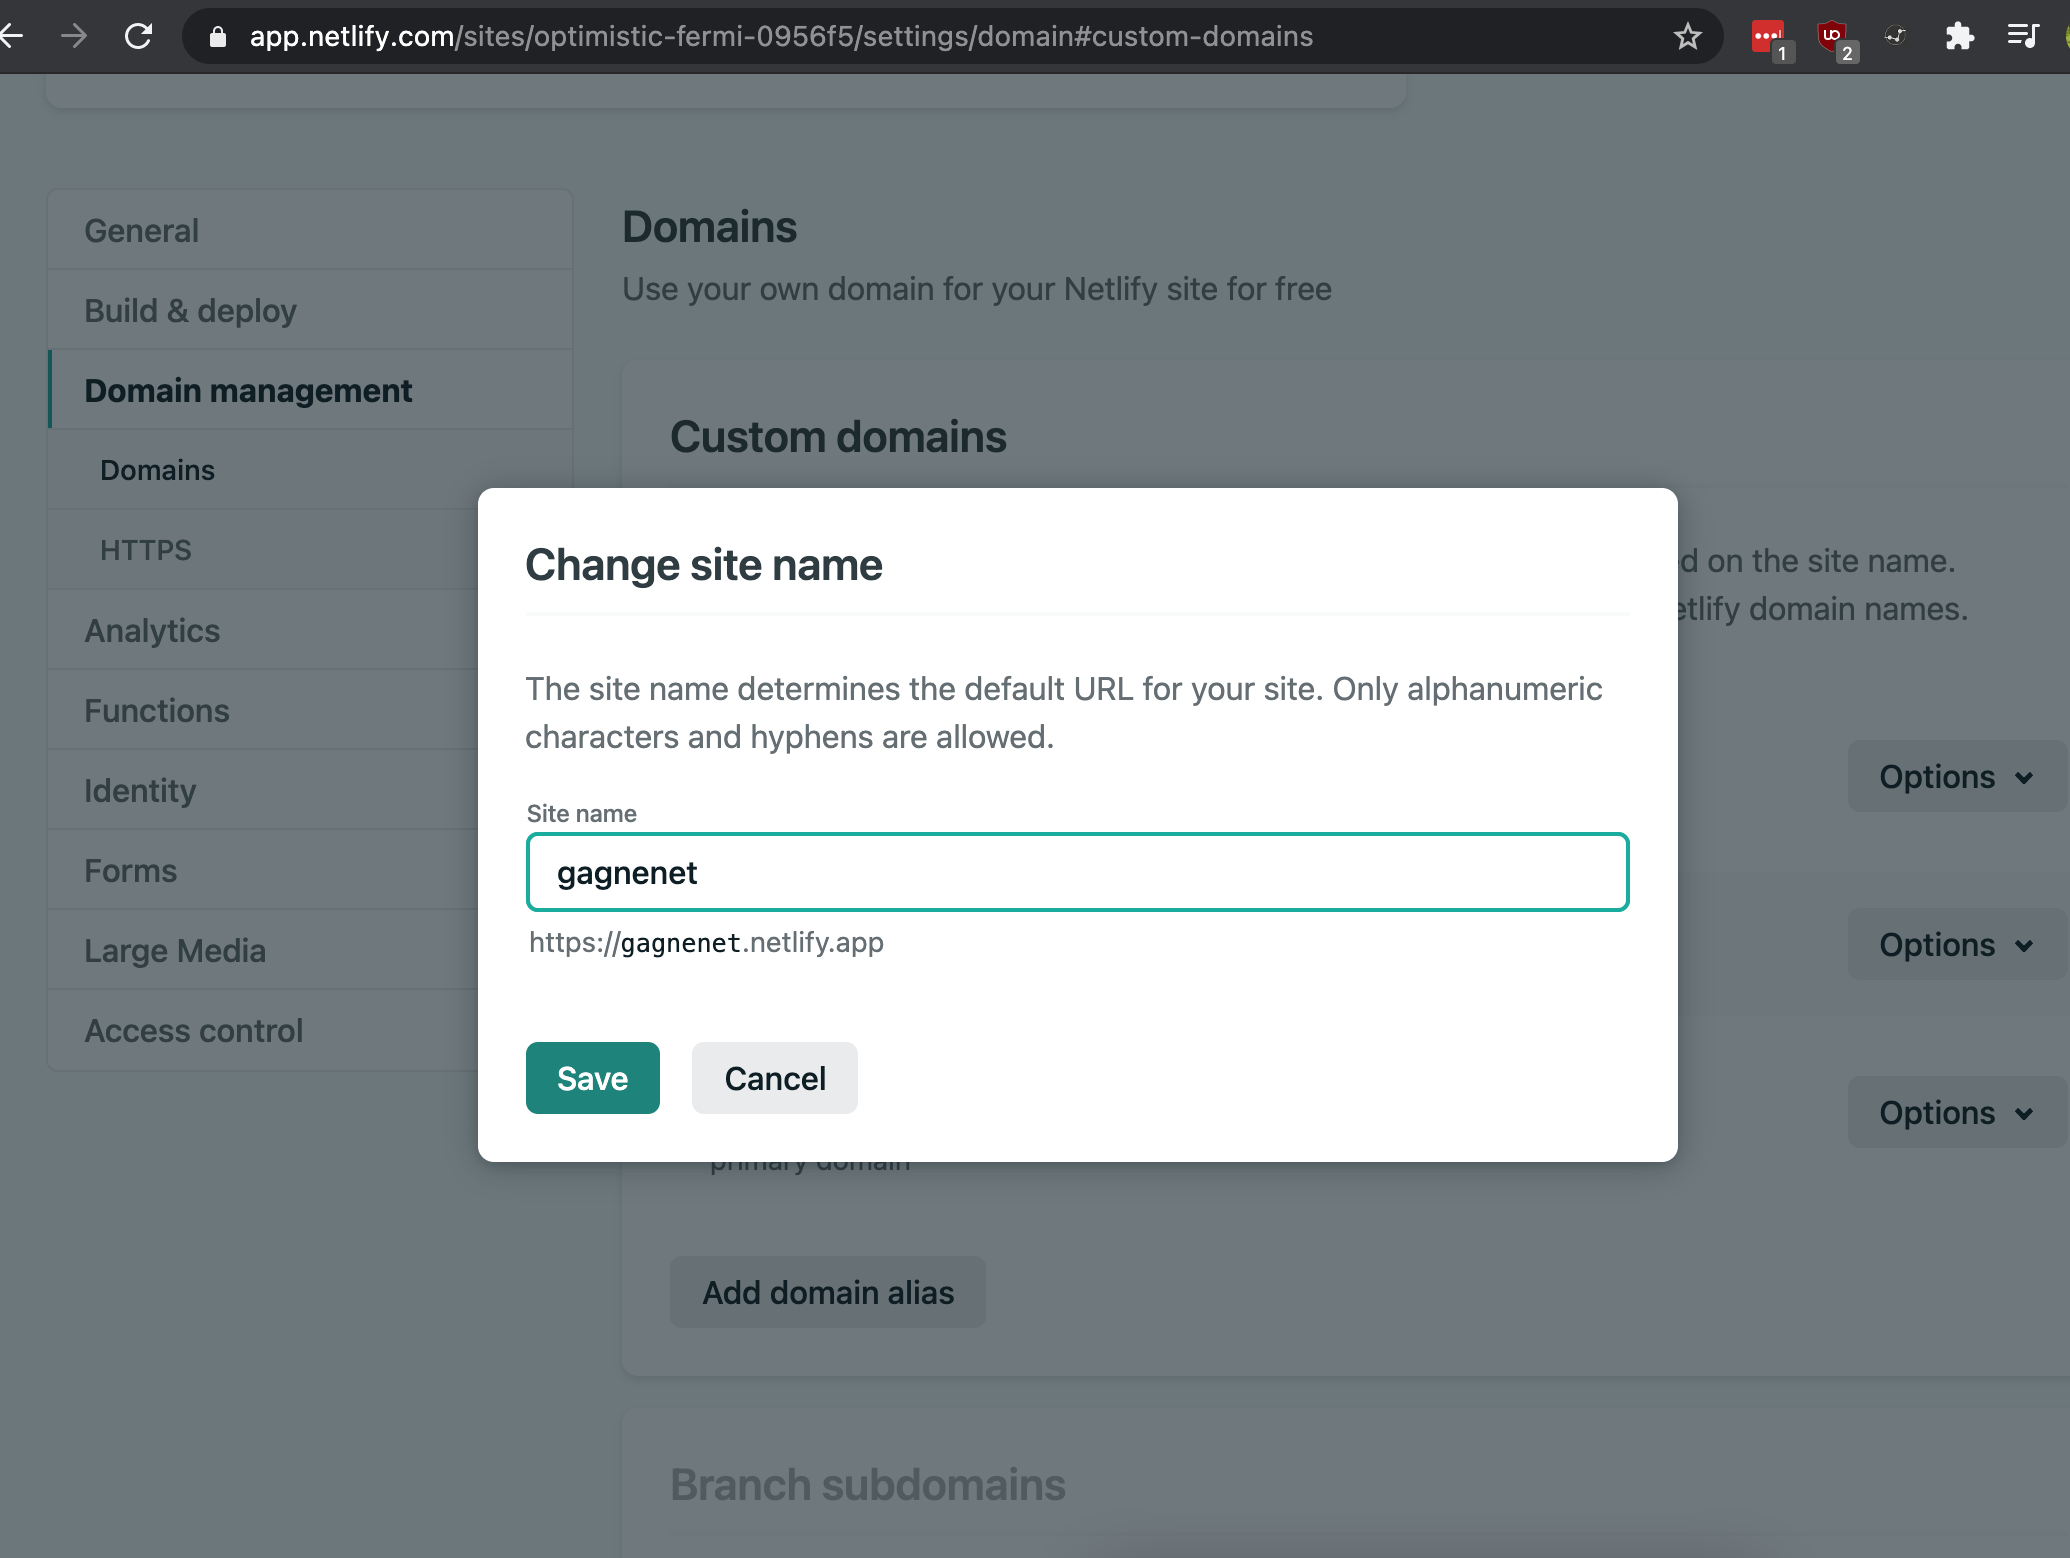 app.netlify.com/sites/optimistic-fermi-0956f5/settings/domain#custom-domains
1
2
General
Build & deploy
Domain management
Domains
HTTPS
Analytics
Functions
Identity
Forms
Large Media
Access control
Domains
Use your own domain for your Netlify site for free
Custom domains
d on the site name.
etlify domain names.
Change site name
The site name determines the default URL for your site. Only alphanumeric
characters and hyphens are allowed.
Site name
gagnenet
https://gagnenet.netlify.app
Save
Cancel
Options
Options
Options
primary domain
Add domain alias
Branch subdomains